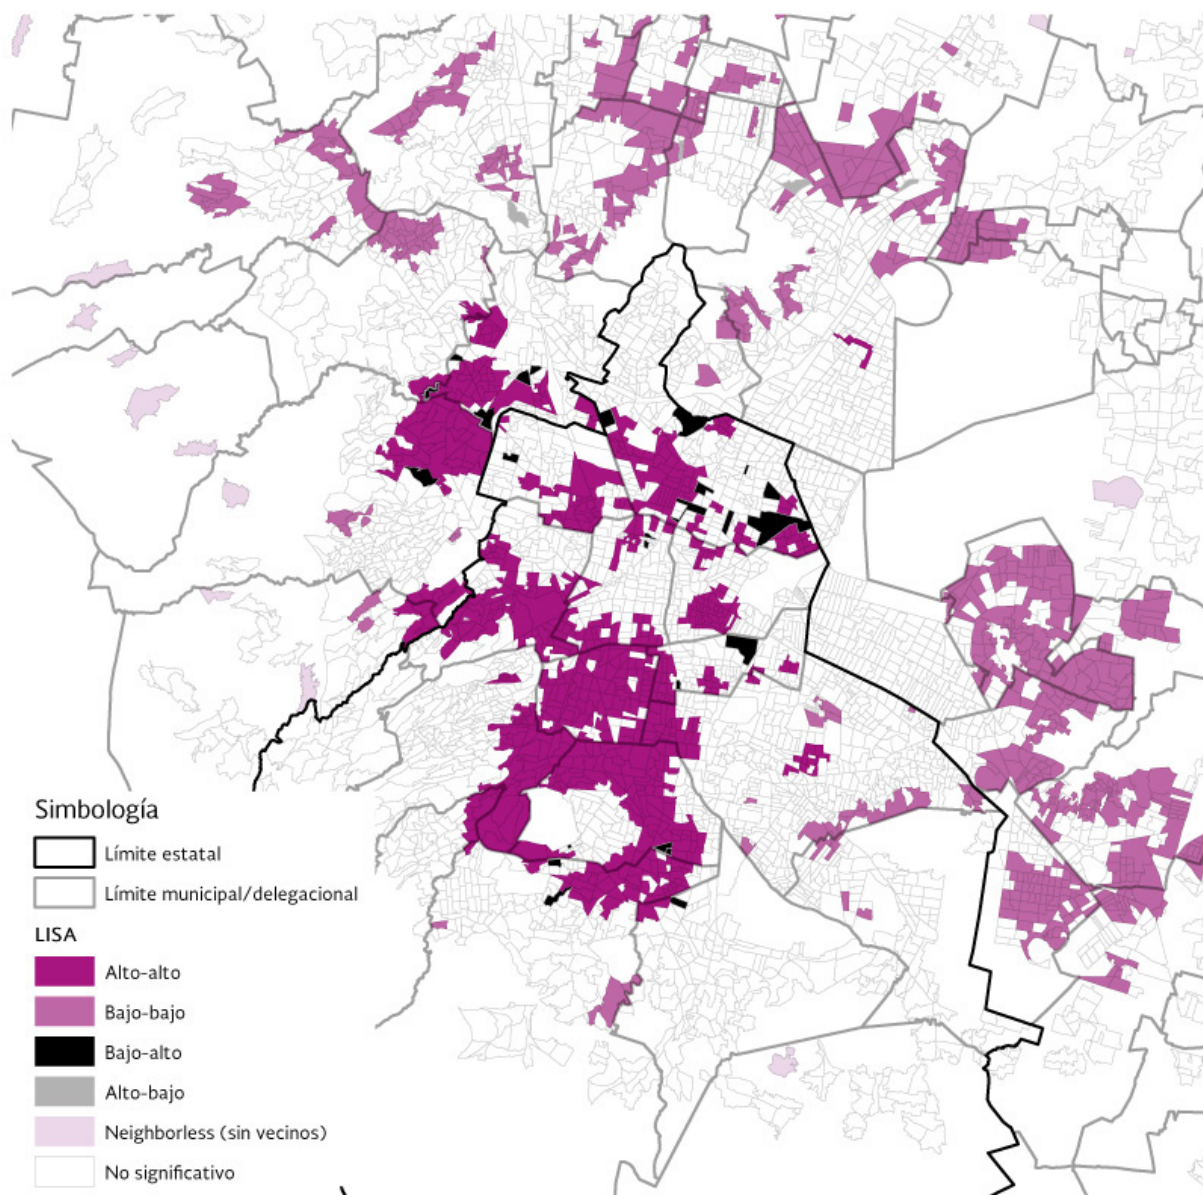 Simbología
Límite estatal
Límite municipal/delegacional
LISA
Alto-alto
Bajo-bajo
Bajo-alto
Alto-bajo
Neighborless (sin vecinos)
No significativo